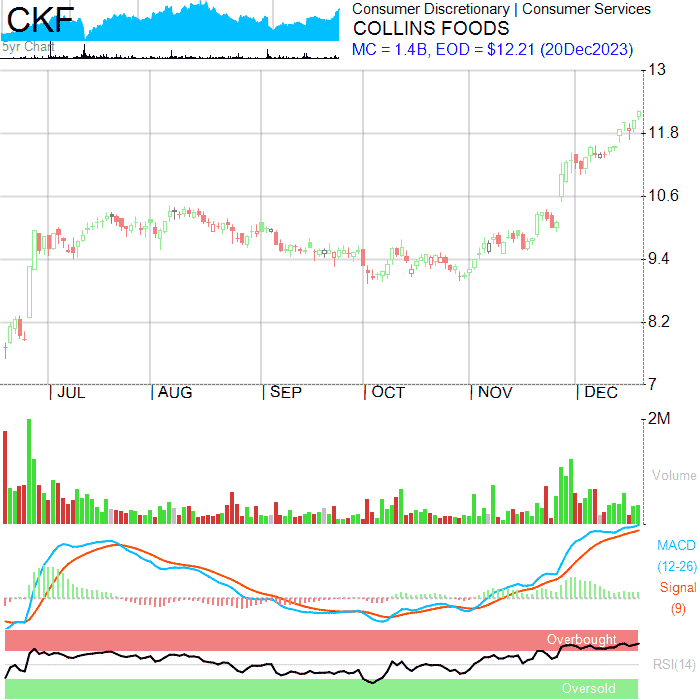 CKF
5yr Chart
Consumer Discretionary | Consumer Services
COLLINS FOODS
MC = 1.4B, EOD = $12.21 (20Dec2023)
13
11.8
10.6
9.4
8.2
7
JUL AUG SEP OCT NOV DEC
2M
Volume
MACD
(12-26)
Signal
(9)
Overbought
RSI(14)
Oversold